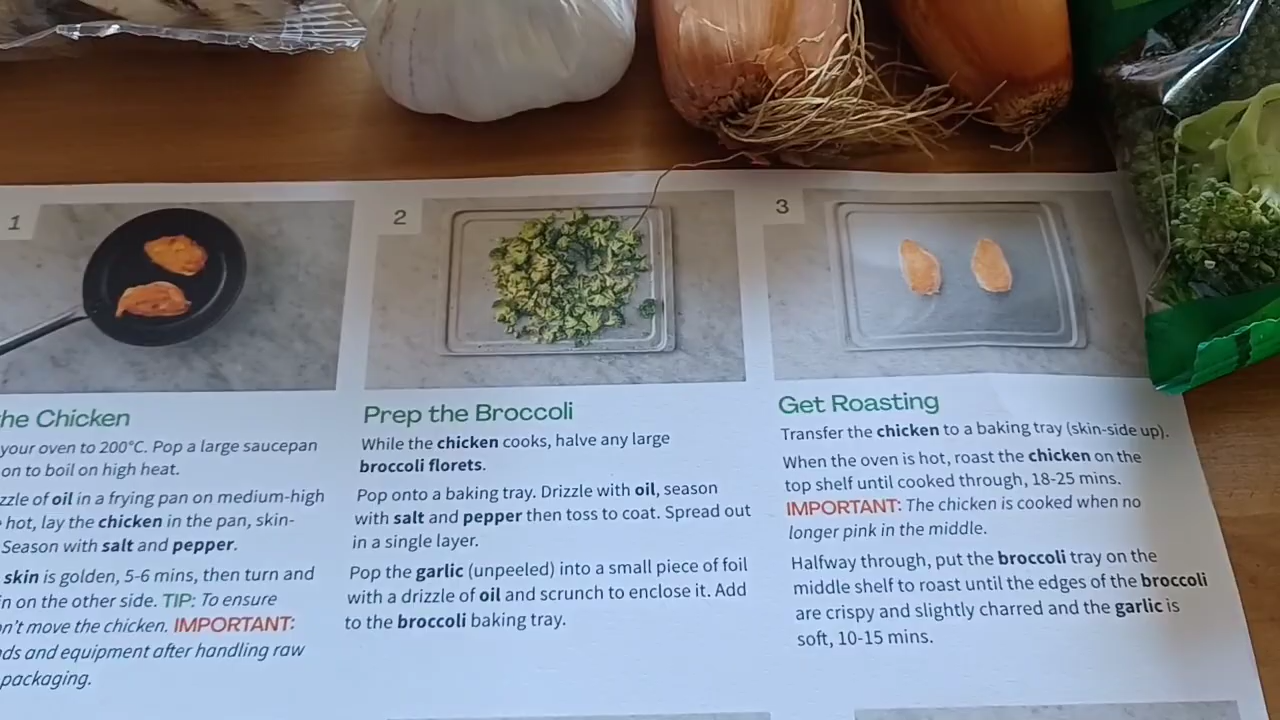 1
he Chicken
your oven to 200°C. Pop a large saucepan
on to boil on high heat.
zzle of oil in a frying pan on medium-high
hot, lay the chicken in the pan, skin-
Season with salt and pepper.
skin is golden, 5-6 mins, then turn and
n on the other side. TIP: To ensure
n't move the chicken. IMPORTANT:
ds and equipment after handling raw
packaging.
2
Prep the Broccoli
While the chicken cooks, halve any large
broccoli florets.
Pop onto a baking tray. Drizzle with oil, season
with salt and pepper then toss to coat. Spread out
in a single layer.
Pop the garlic (unpeeled) into a small piece of foil
with a drizzle of oil and scrunch to enclose it. Add
to the broccoli baking tray.
3
Get Roasting
Transfer the chicken to a baking tray (skin-side up).
When the oven is hot, roast the chicken on the
top shelf until cooked through, 18-25 mins.
IMPORTANT: The chicken is cooked when no
longer pink in the middle.
Halfway through, put the broccoli tray on the
middle shelf to roast until the edges of the broccoli
are crispy and slightly charred and the garlic is
soft, 10-15 mins.